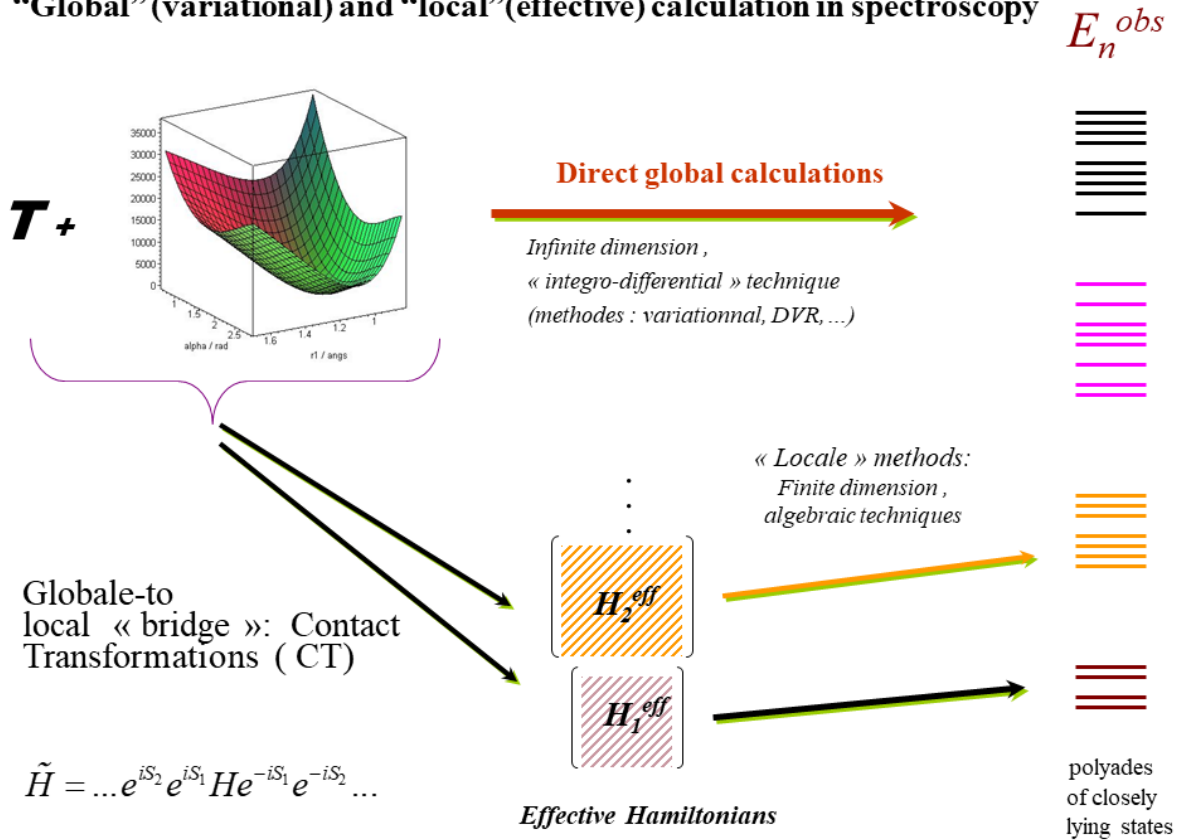 “Global” (variational) and “local” (effective) calculation in spectroscopy
E_n^obs
35000
30000
25000
20000
15000
10000
5000
0
1
1.5
2
2.5
alpha / rad
1.6
1.4
1.2
1
r1 / angs
T +
Direct global calculations
Infinite dimension ,
« integro-differential » technique
(methodes : variationnal, DVR, ...)
« Locale » methods:
Finite dimension ,
algebraic techniques
Globale-to
local « bridge »: Contact
Transformations ( CT)
H_2^eff
H_1^eff
H̃ = ... e^{iS_2} e^{iS_1} H e^{-iS_1} e^{-iS_2} ...
Effective Hamiltonians
polyades
of closely
lying states